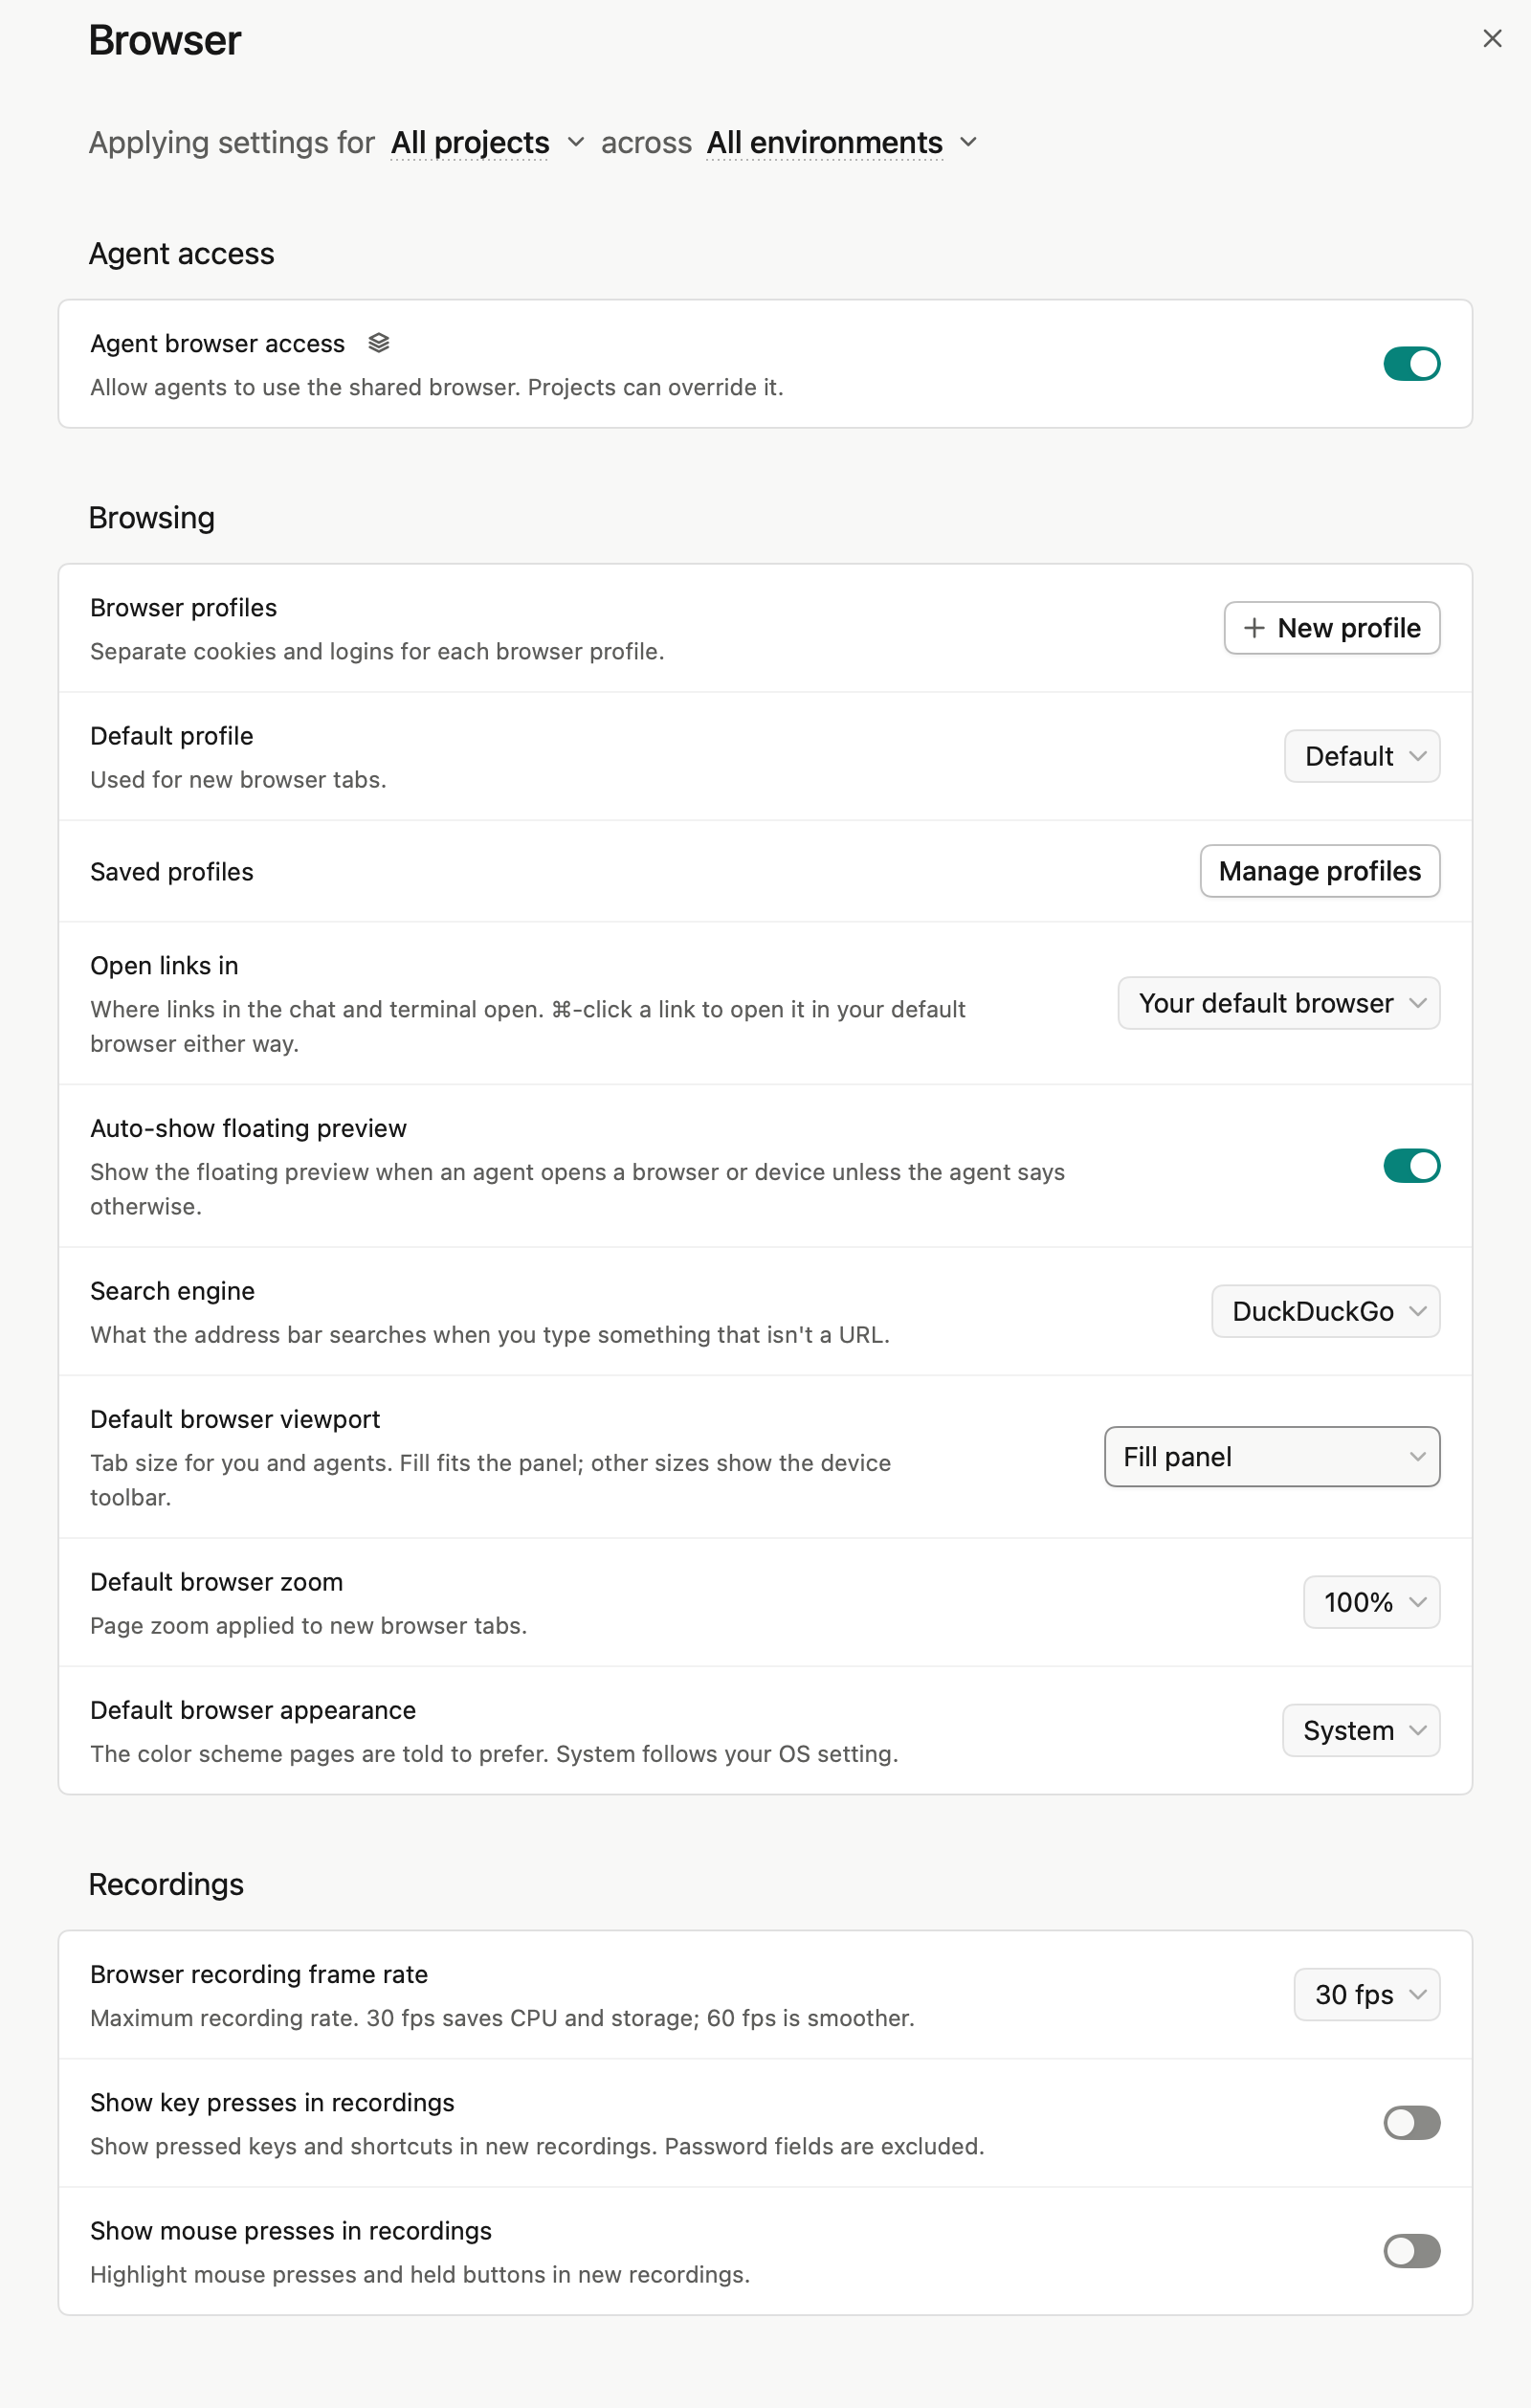 Browser
Applying settings for All projects across All environments
Agent access
Agent browser access
Allow agents to use the shared browser. Projects can override it.
Browsing
Browser profiles
Separate cookies and logins for each browser profile.
New profile
Default profile
Used for new browser tabs.
Default
Saved profiles
Manage profiles
Open links in
Where links in the chat and terminal open. ⌘-click a link to open it in your default
browser either way.
Your default browser
Auto-show floating preview
Show the floating preview when an agent opens a browser or device unless the agent says
otherwise.
Search engine
What the address bar searches when you type something that isn't a URL.
DuckDuckGo
Default browser viewport
Tab size for you and agents. Fill fits the panel; other sizes show the device
toolbar.
Fill panel
Default browser zoom
Page zoom applied to new browser tabs.
100%
Default browser appearance
The color scheme pages are told to prefer. System follows your OS setting.
System
Recordings
Browser recording frame rate
Maximum recording rate. 30 fps saves CPU and storage; 60 fps is smoother.
30 fps
Show key presses in recordings
Show pressed keys and shortcuts in new recordings. Password fields are excluded.
Show mouse presses in recordings
Highlight mouse presses and held buttons in new recordings.